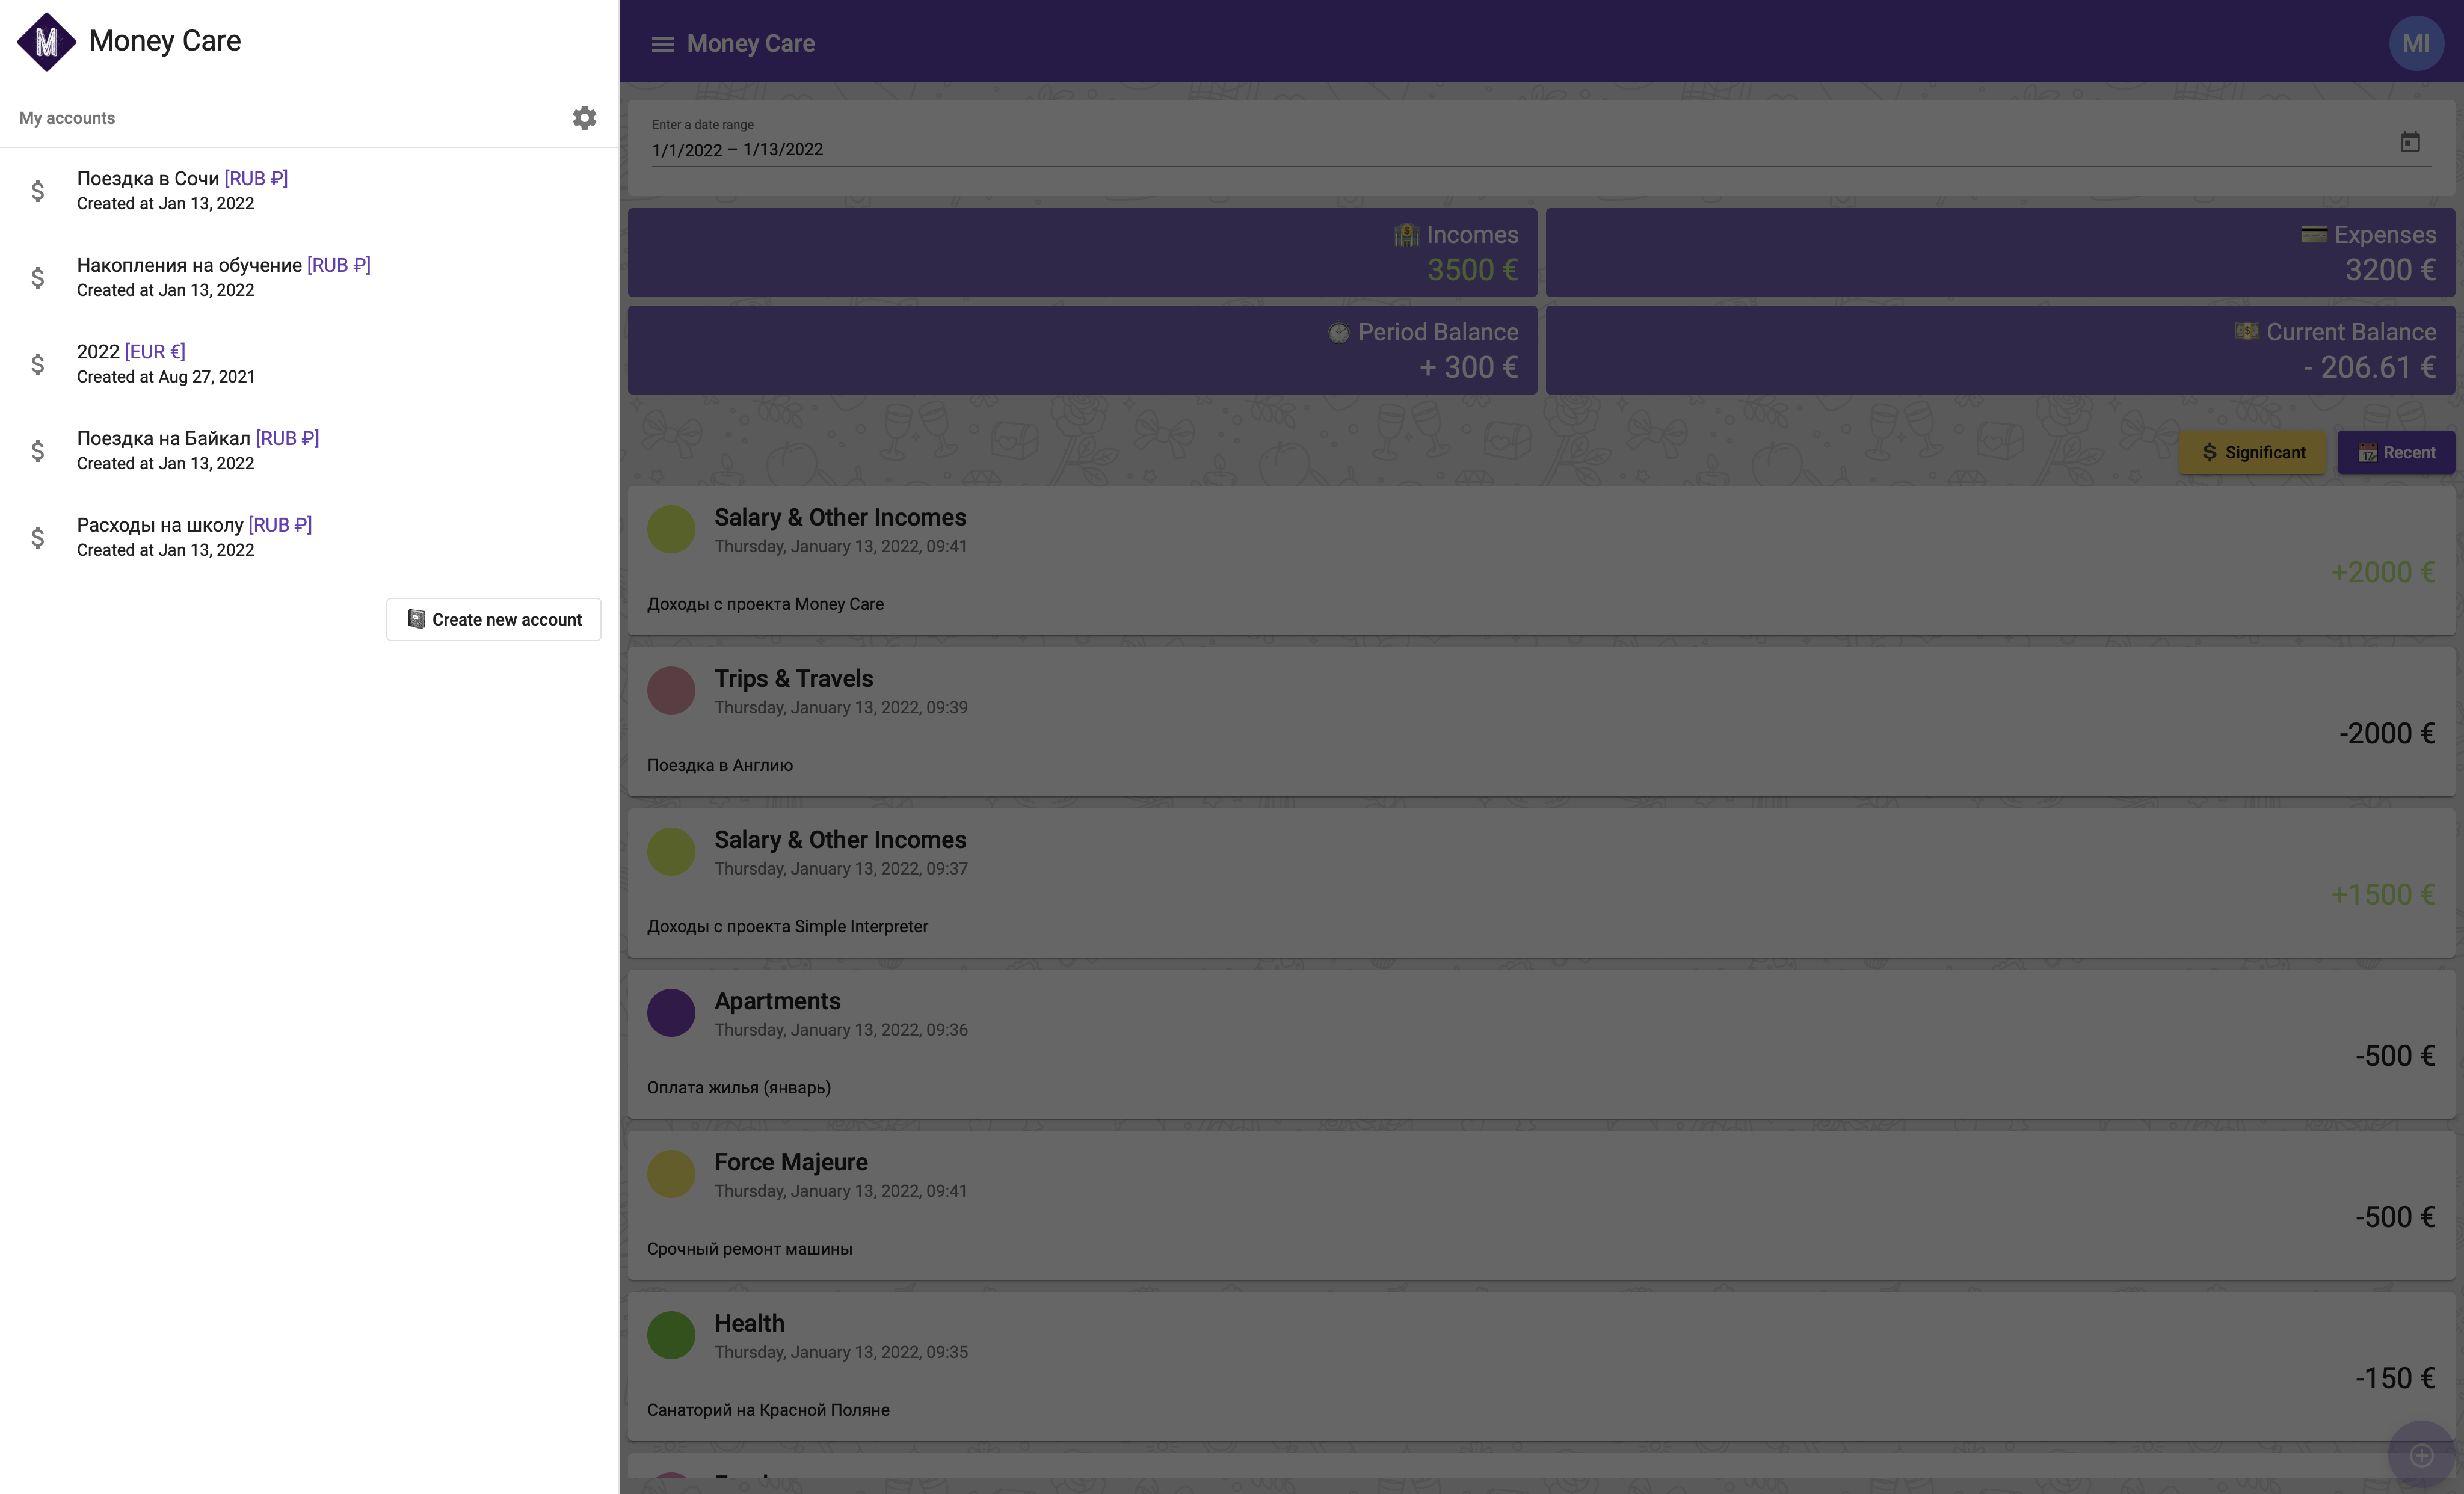 Money Care
My accounts
Поездка в Сочи [RUB ₽]
Created at Jan 13, 2022
Накопления на обучение [RUB ₽]
Created at Jan 13, 2022
2022 [EUR €]
Created at Aug 27, 2021
Поездка на Байкал [RUB ₽]
Created at Jan 13, 2022
Расходы на школу [RUB ₽]
Created at Jan 13, 2022
Create new account
Money Care
MI
Enter a date range
1/1/2022 – 1/13/2022
Incomes
3500 €
Expenses
3200 €
Period Balance
+ 300 €
Current Balance
- 206.61 €
$ Significant
Recent
Salary & Other Incomes
Thursday, January 13, 2022, 09:41
+2000 €
Доходы с проекта Money Care
Trips & Travels
Thursday, January 13, 2022, 09:39
-2000 €
Поездка в Англию
Salary & Other Incomes
Thursday, January 13, 2022, 09:37
+1500 €
Доходы с проекта Simple Interpreter
Apartments
Thursday, January 13, 2022, 09:36
-500 €
Оплата жилья (январь)
Force Majeure
Thursday, January 13, 2022, 09:41
-500 €
Срочный ремонт машины
Health
Thursday, January 13, 2022, 09:35
-150 €
Санаторий на Красной Поляне